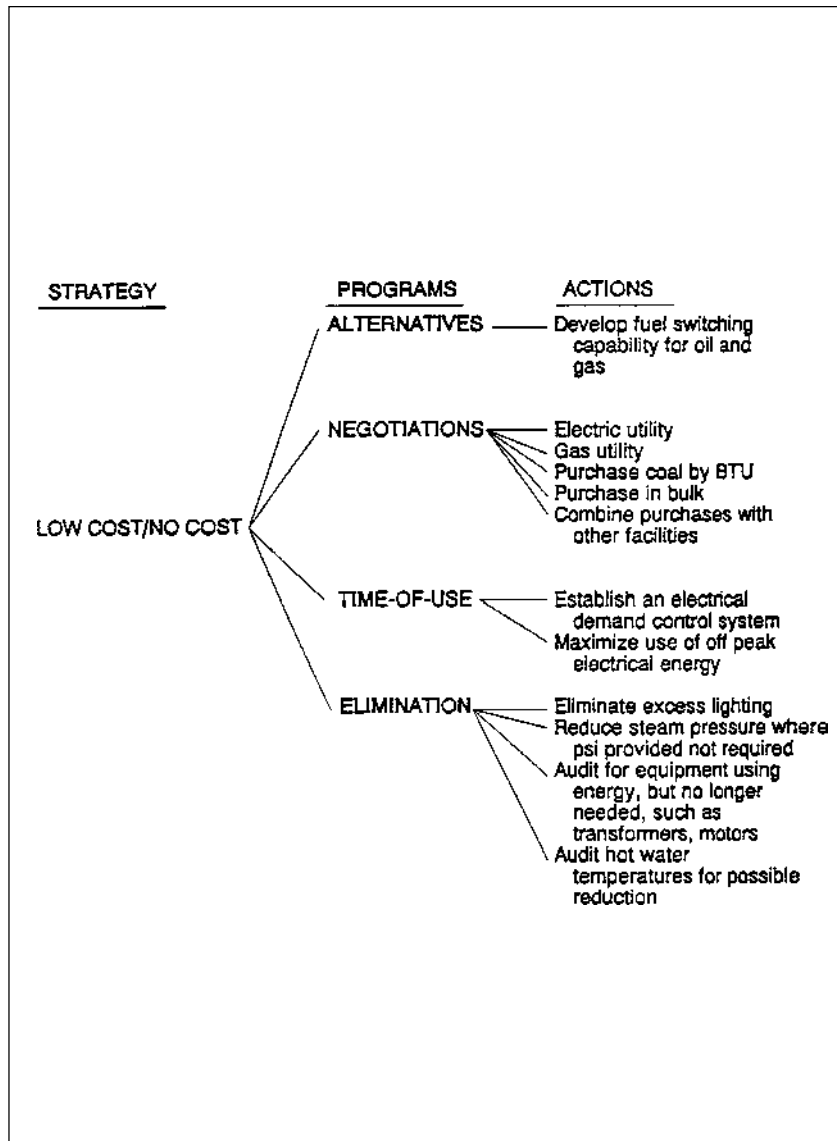 STRATEGY
PROGRAMS
ACTIONS
ALTERNATIVES
Develop fuel switching
capability for oil and
gas
NEGOTIATIONS
Electric utility
Gas utility
Purchase coal by BTU
Purchase in bulk
Combine purchases with
other facilities
LOW COST/NO COST
TIME-OF-USE
Establish an electrical
demand control system
Maximize use of off peak
electrical energy
ELIMINATION
Eliminate excess lighting
Reduce steam pressure where
psi provided not required
Audit for equipment using
energy, but no longer
needed, such as
transformers, motors
Audit hot water
temperatures for possible
reduction